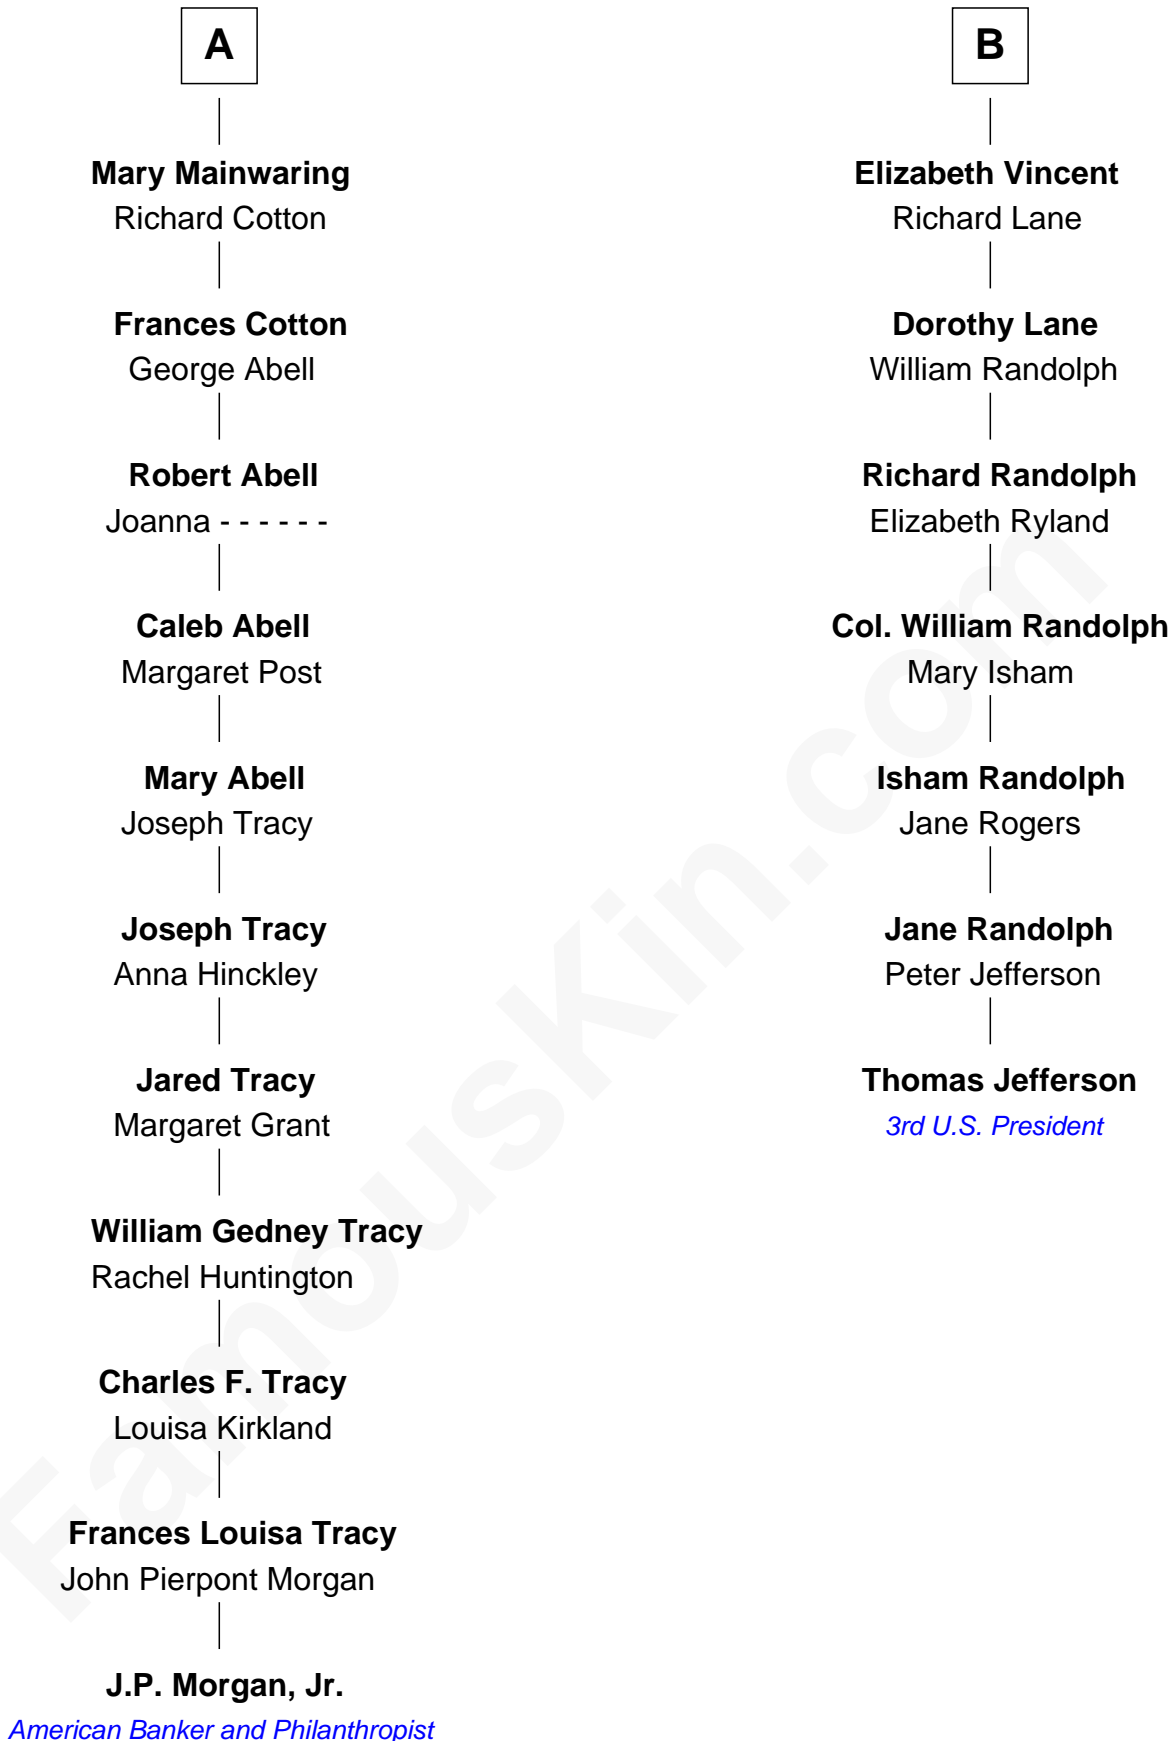 A
Mary Mainwaring
Richard Cotton
Frances Cotton
George Abell
Robert Abell
Joanna - - - - - -
Caleb Abell
Margaret Post
Mary Abell
Joseph Tracy
Joseph Tracy
Anna Hinckley
Jared Tracy
Margaret Grant
William Gedney Tracy
Rachel Huntington
Charles F. Tracy
Louisa Kirkland
Frances Louisa Tracy
John Pierpont Morgan
J.P. Morgan, Jr.
American Banker and Philanthropist
B
Elizabeth Vincent
Richard Lane
Dorothy Lane
William Randolph
Richard Randolph
Elizabeth Ryland
Col. William Randolph
Mary Isham
Isham Randolph
Jane Rogers
Jane Randolph
Peter Jefferson
Thomas Jefferson
3rd U.S. President
FamousKin.com